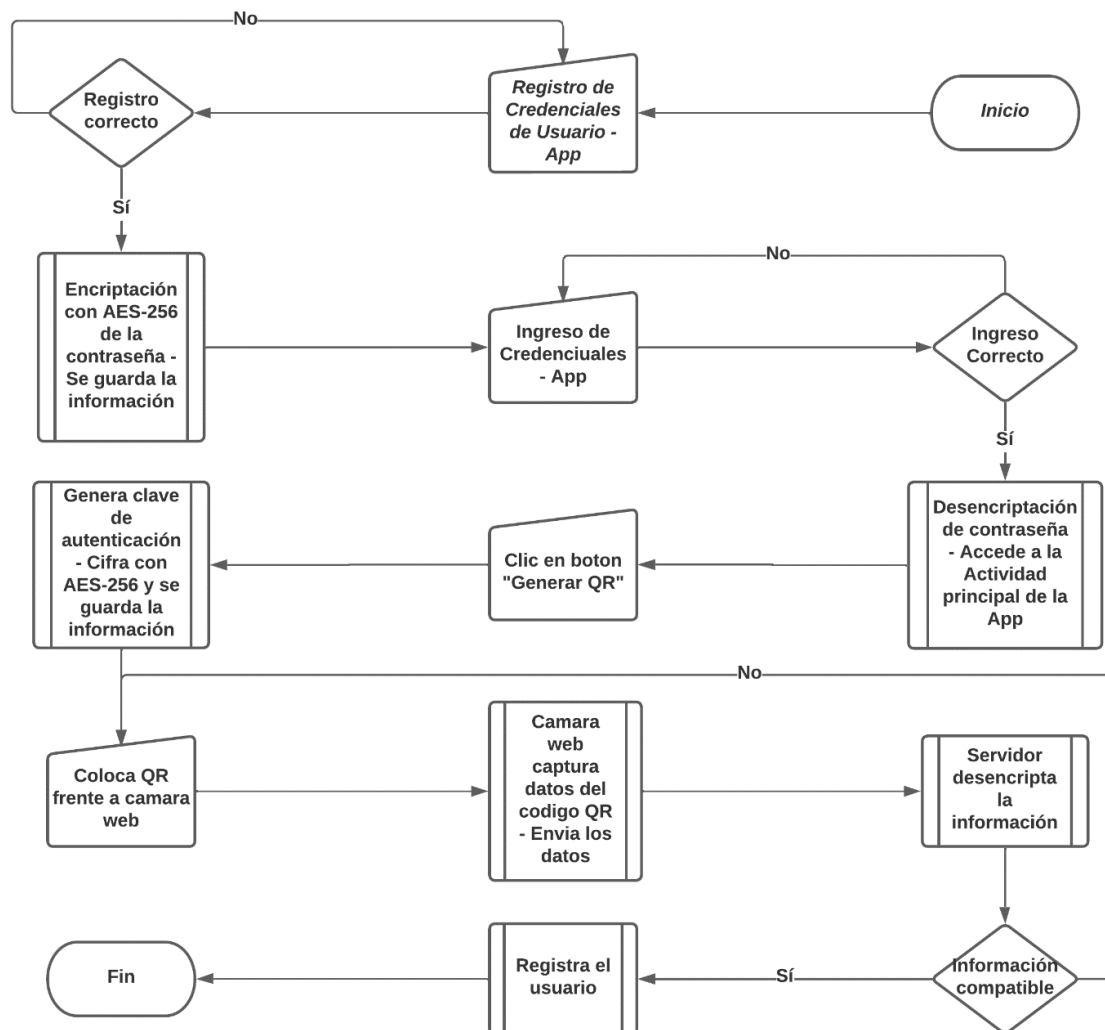 No
Registro
correcto
Registro de
Credenciales
de Usuario -
App
Inicio
Sí
Encriptación
con AES-256
de la
contraseña -
Se guarda la
información
No
Ingreso de
Credenciuales
- App
Ingreso
Correcto
Sí
Genera clave
de
autenticación
- Cifra con
AES-256 y se
guarda la
información
Clic en boton
"Generar QR"
Desencriptación
de contraseña
- Accede a la
Actividad
principal de la
App
No
Coloca QR
frente a camara
web
Camara
web
captura
datos del
codigo QR
- Envia los
datos
Servidor
desencripta
la
información
Fin
Registra el
usuario
Sí
Información
compatible